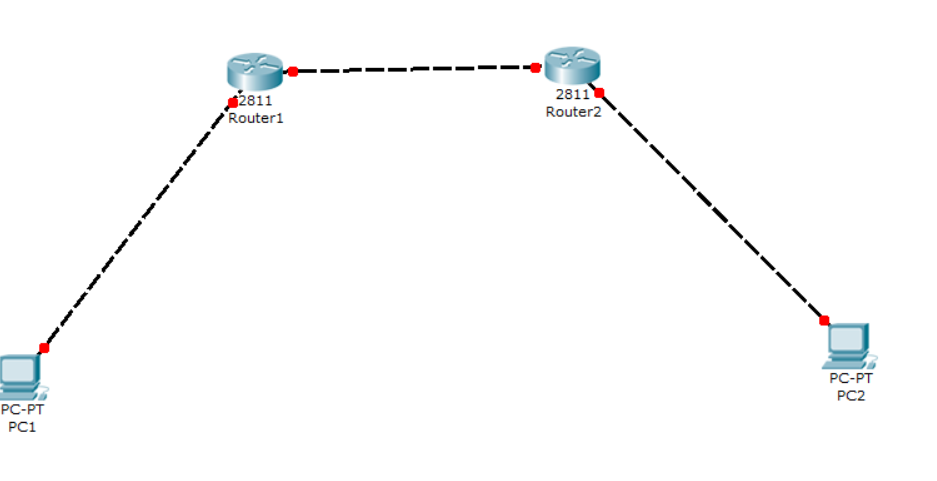 2811
Router1
2811
Router2
PC-PT
PC1
PC-PT
PC2